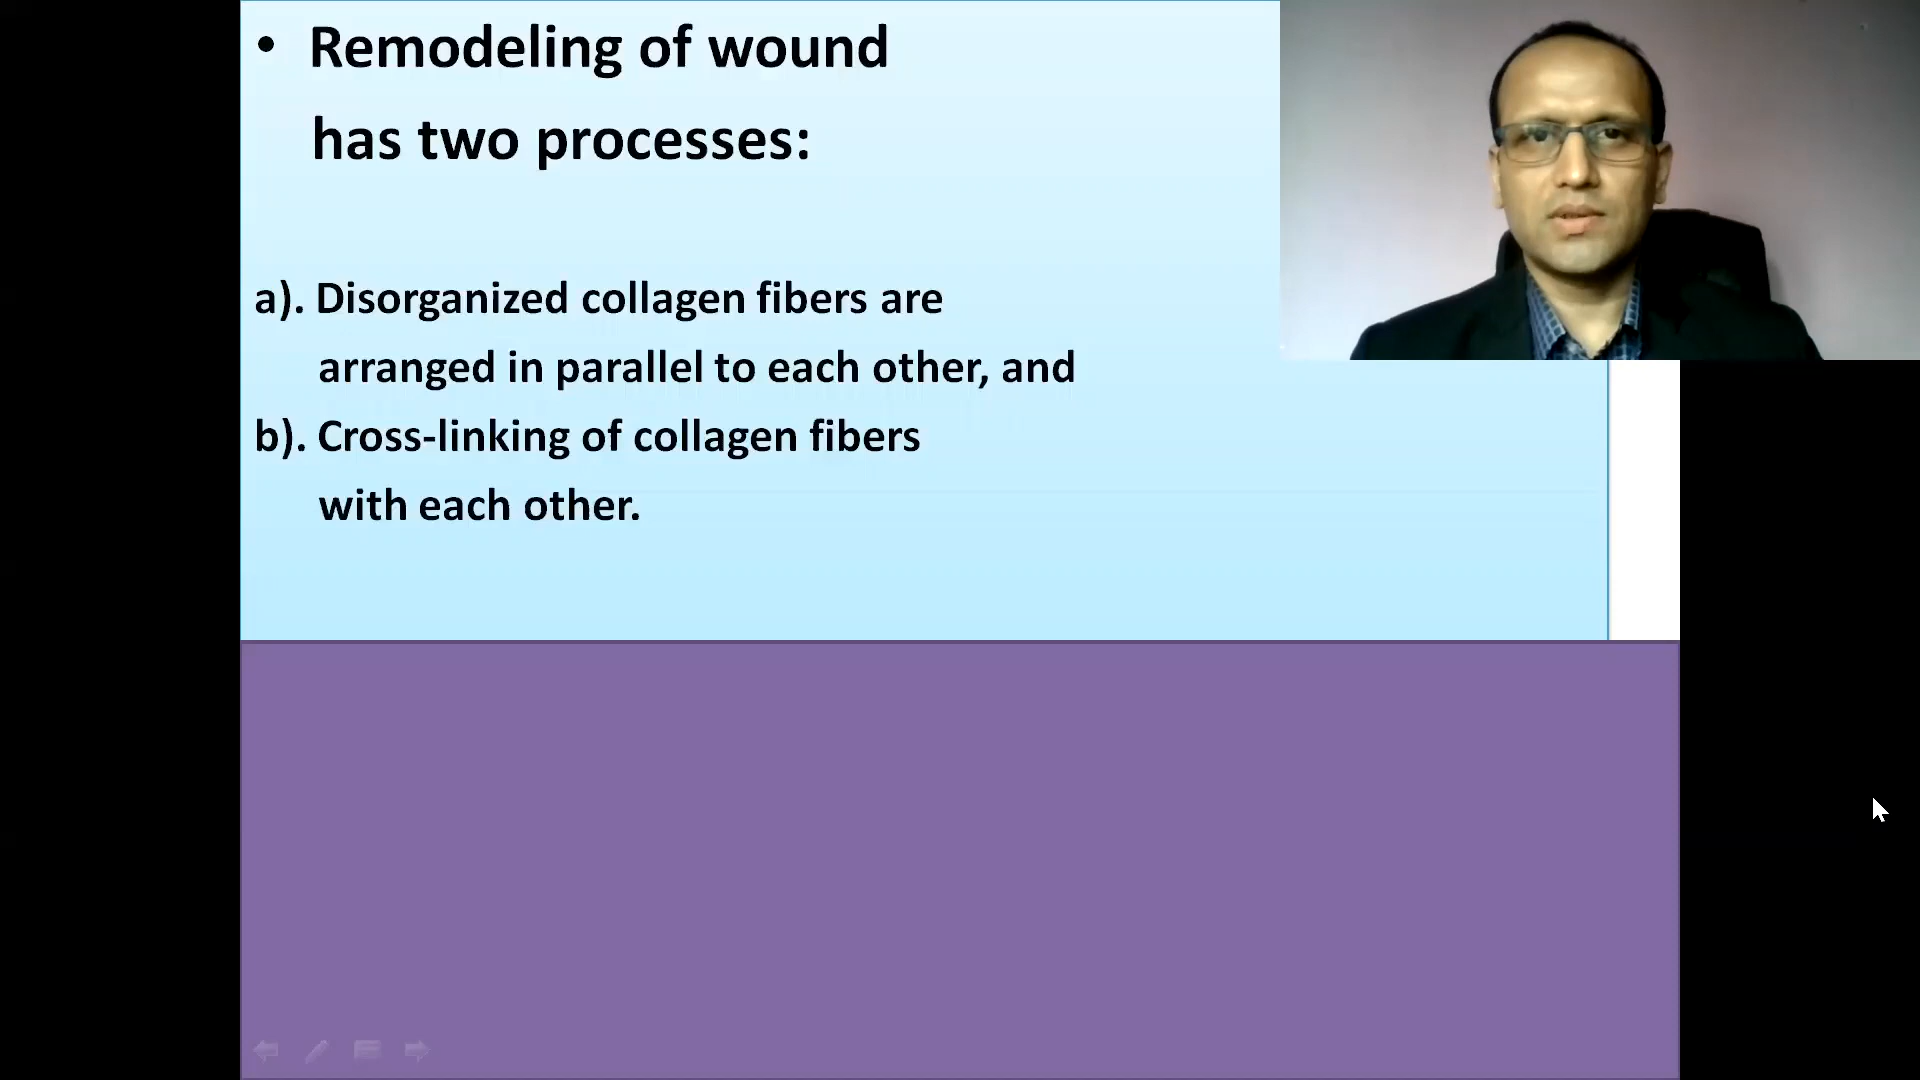 • Remodeling of wound
has two processes:
a). Disorganized collagen fibers are
arranged in parallel to each other, and
b). Cross-linking of collagen fibers
with each other.